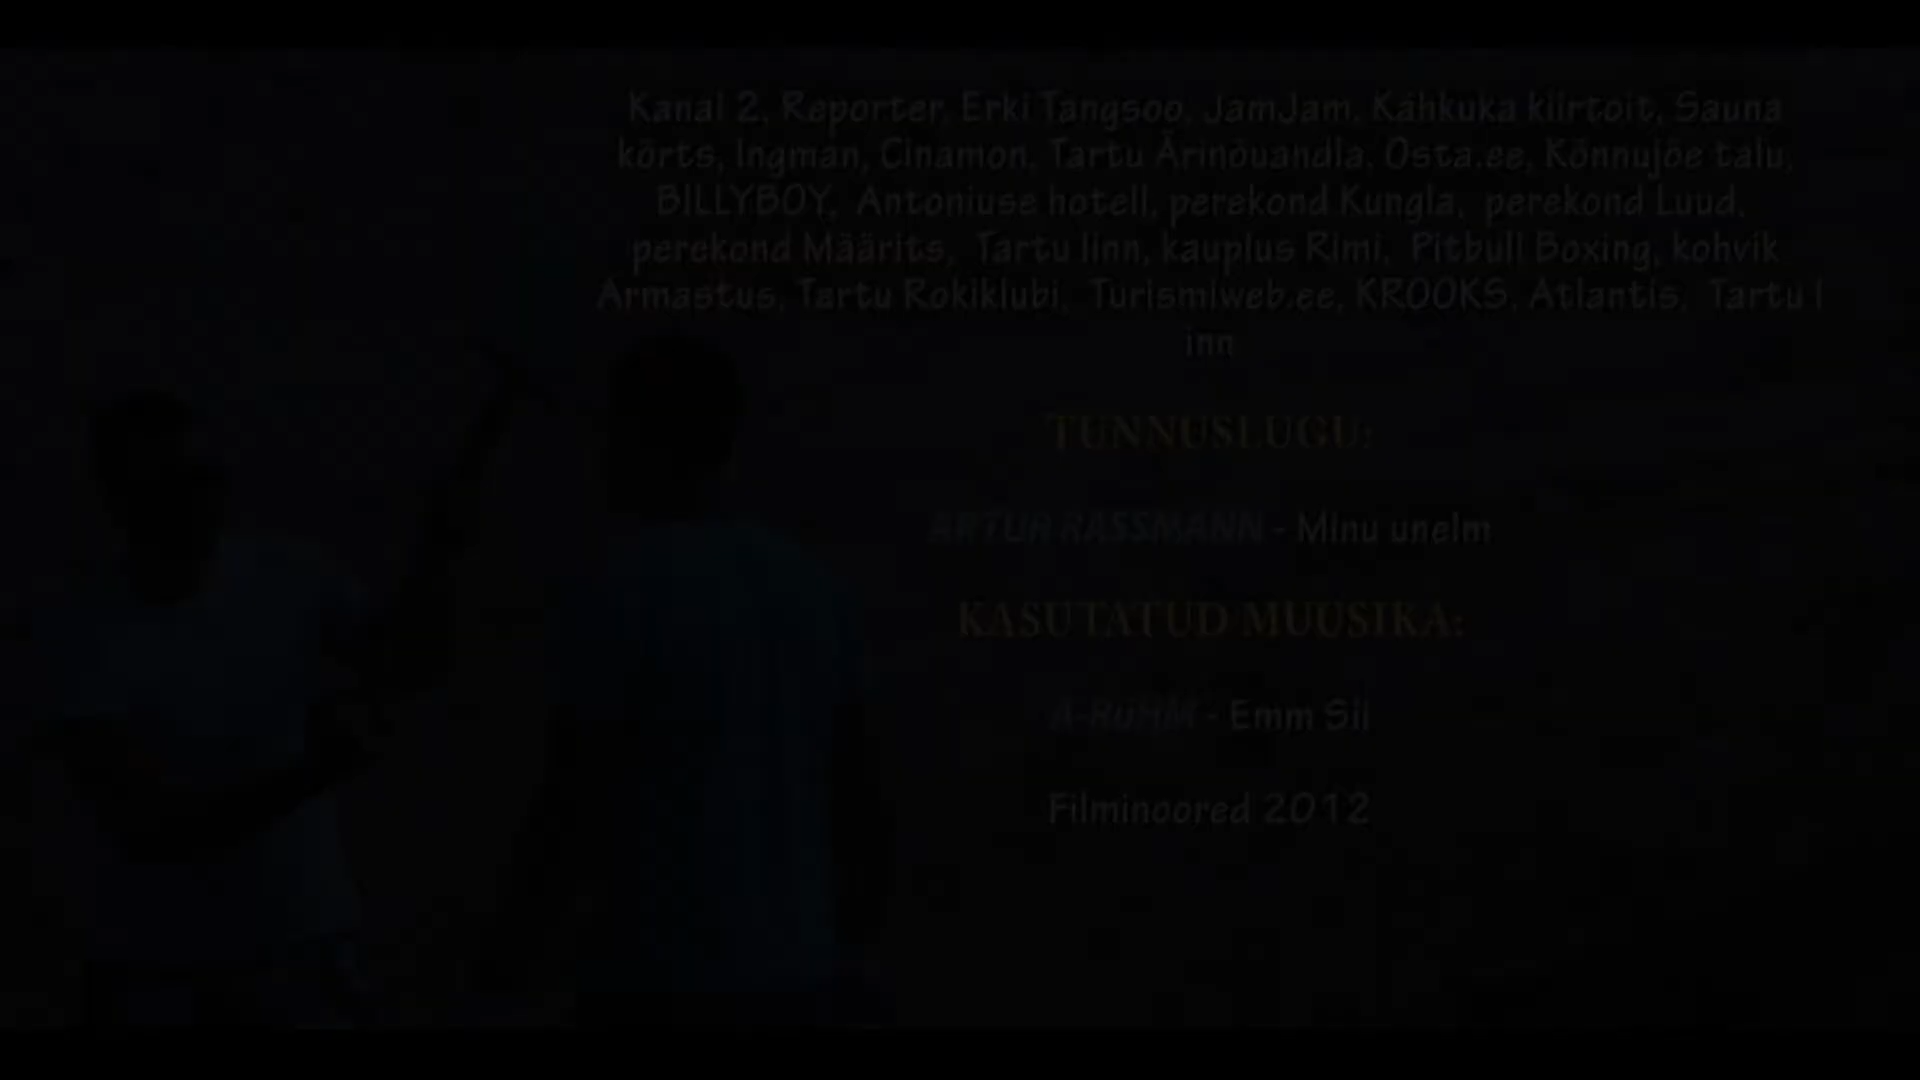 Kanal 2, Reporter, Erki Tangsoo, JamJam, Kähkuka kiirtoit, Sauna
kõrts, Ingman, Cinamon, Tartu Ärinõuandla, Osta.ee, Kõnnujõe talu,
BILLYBOY, Antoniuse hotell, perekond Kungla, perekond Luud,
perekond Määrits, Tartu linn, kauplus Rimi, Pitbull Boxing, kohvik
Armastus, Tartu Rokiklubi, Turismiweb.ee, KROOKS, Atlantis, Tartu l
inn
TUNNUSLUGU:
ARTUR RASSMANN - Minu unelm
KASUTATUD MUUSIKA:
A-RüHM - Emm Sii
Filminoored 2012